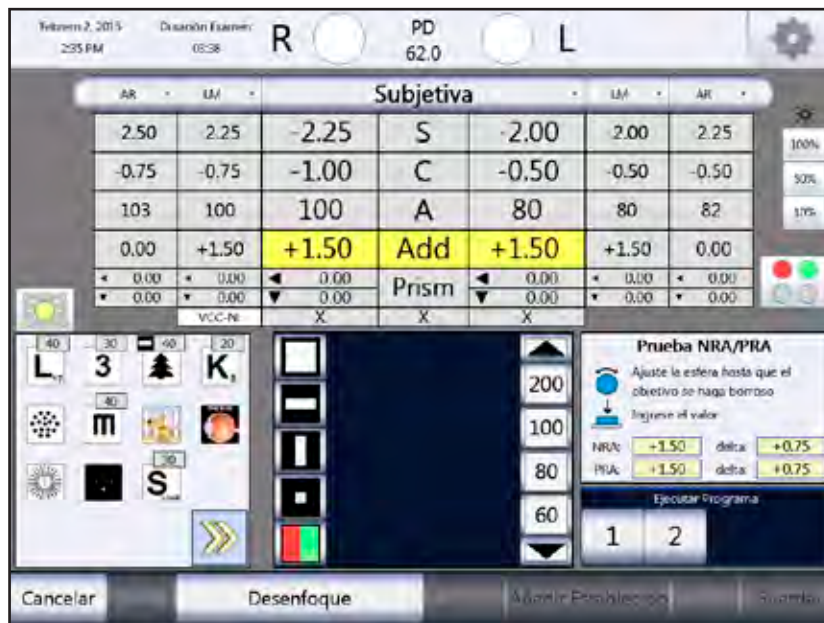 Febrero 2, 2015 Duración Examen: R PD L
2:35 PM 03:38 62.0
AR LM Subjetiva LM AR
-2.50 -2.25 -2.25 S -2.00 -2.00 -2.25
-0.75 -0.75 -1.00 C -0.50 -0.50 -0.50
103 100 100 A 80 80 82
0.00 +1.50 +1.50 Add +1.50 +1.50 0.00
0.00 0.00 0.00 Prism 0.00 0.00 0.00
0.00 0.00 0.00 0.00 0.00 0.00
VCC-NI X X X
100%
50%
10%
40 30 40 20
L 3 K
40
m
30
S
200
100
80
60
Prueba NRA/PRA
Ajuste la esfera hasta que el
objetivo se haga borroso
Ingrese el valor
NRA: +1.50 delta: +0.75
PRA: +1.50 delta: +0.75
Ejecutar Programa
1 2
Cancelar Desenfoque Añadir Guardar